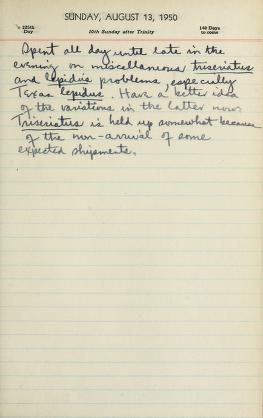 SUNDAY, AUGUST 13, 1950
225th
Day
10th Sunday after Trinity
140 Days
to come
Spent all day until late in the
evening on miscellaneous triseriatus
and lepidus problems, especially
Texas lepidus. Have a better idea
of the variations in the latter now.
Triseriatus is held up somewhat because
of the non-arrival of some
expected shipments.